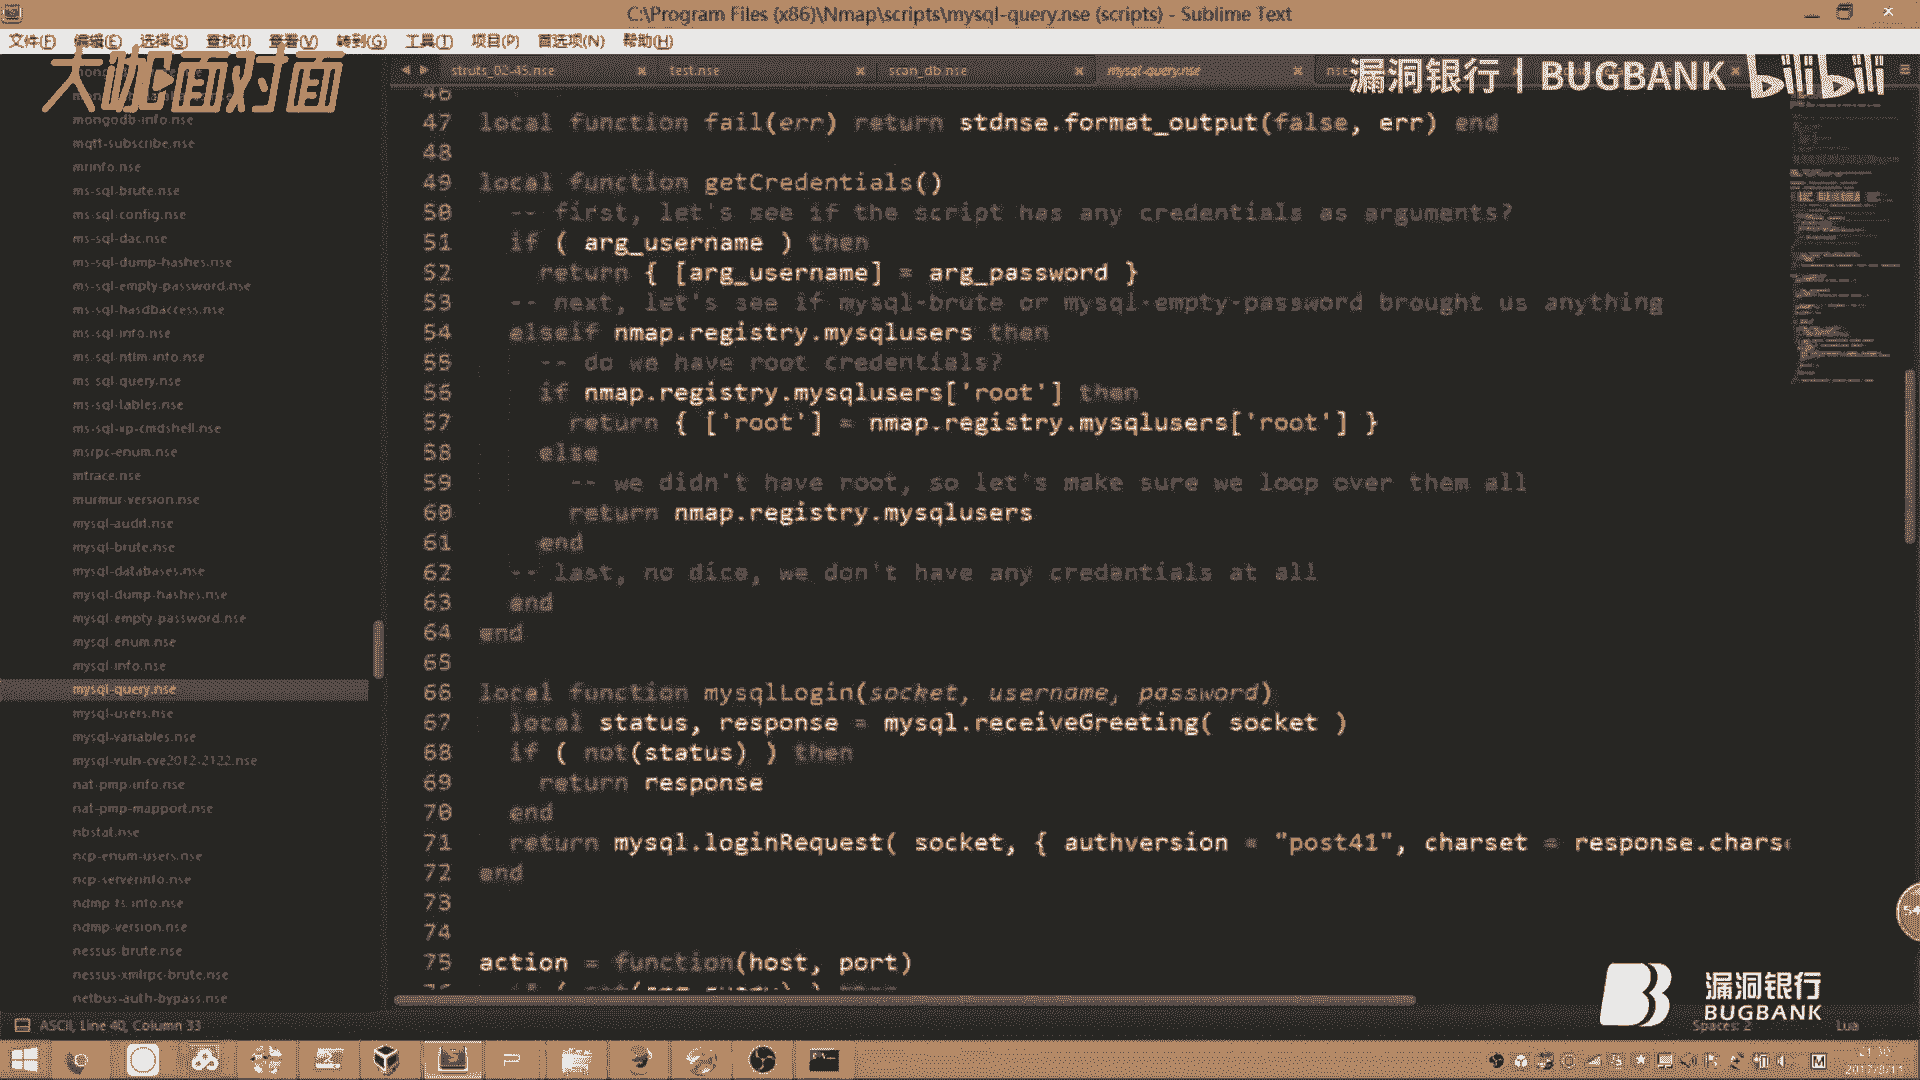 C:\Program Files (x86)\Nmap\scripts\mysql-query.nse (scripts) - Sublime Text
文件(F) 编辑(E) 选择(S) 查找(I) 查看(V) 转到(G) 工具(T) 项目(P) 首选项(N) 帮助(H)
大咖面对面
漏洞银行 | BUGBANK bilibili
struts_02-45.nse test.nse scan_db.nse mysql-query.nse
mongodb-info.nse
mqtt-subscribe.nse
mrinfo.nse
ms-sql-brute.nse
ms-sql-config.nse
ms-sql-dac.nse
ms-sql-dump-hashes.nse
ms-sql-empty-password.nse
ms-sql-hasdbaccess.nse
ms-sql-info.nse
ms-sql-ntlm-info.nse
ms-sql-query.nse
ms-sql-tables.nse
ms-sql-xp-cmdshell.nse
msrpc-enum.nse
mtrace.nse
murmur-version.nse
mysql-audit.nse
mysql-brute.nse
mysql-databases.nse
mysql-dump-hashes.nse
mysql-empty-password.nse
mysql-enum.nse
mysql-info.nse
mysql-query.nse
mysql-users.nse
mysql-variables.nse
mysql-vuln-cve2012-2122.nse
nat-pmp-info.nse
nat-pmp-mapport.nse
nbstat.nse
ncp-enum-users.nse
ncp-serverinfo.nse
ndmp-fs-info.nse
ndmp-version.nse
nessus-brute.nse
nessus-xmlrpc-brute.nse
netbus-auth-bypass.nse
46
47 local function fail(err) return stdnse.format_output(false, err) end
48
49 local function getCredentials()
50 -- first, let's see if the script has any credentials as arguments?
51 if ( arg_username ) then
52 return { [arg_username] = arg_password }
53 -- next, let's see if mysql-brute or mysql-empty-password brought us anything
54 elseif nmap.registry.mysqlusers then
55 -- do we have root credentials?
56 if nmap.registry.mysqlusers['root'] then
57 return { ['root'] = nmap.registry.mysqlusers['root'] }
58 else
59 -- we didn't have root, so let's make sure we loop over them all
60 return nmap.registry.mysqlusers
61 end
62 -- last, no dice, we don't have any credentials at all
63 end
64 end
65
66 local function mysqlLogin(socket, username, password)
67 local status, response = mysql.receiveGreeting( socket )
68 if ( not(status) ) then
69 return response
70 end
71 return mysql.loginRequest( socket, { authversion = "post41", charset = response.chars
72 end
73
74
75 action = function(host, port)
漏洞银行
BUGBANK
ASCII, Line 40, Column 33
Spaces: 2
Lua
21:30
2017/8/11